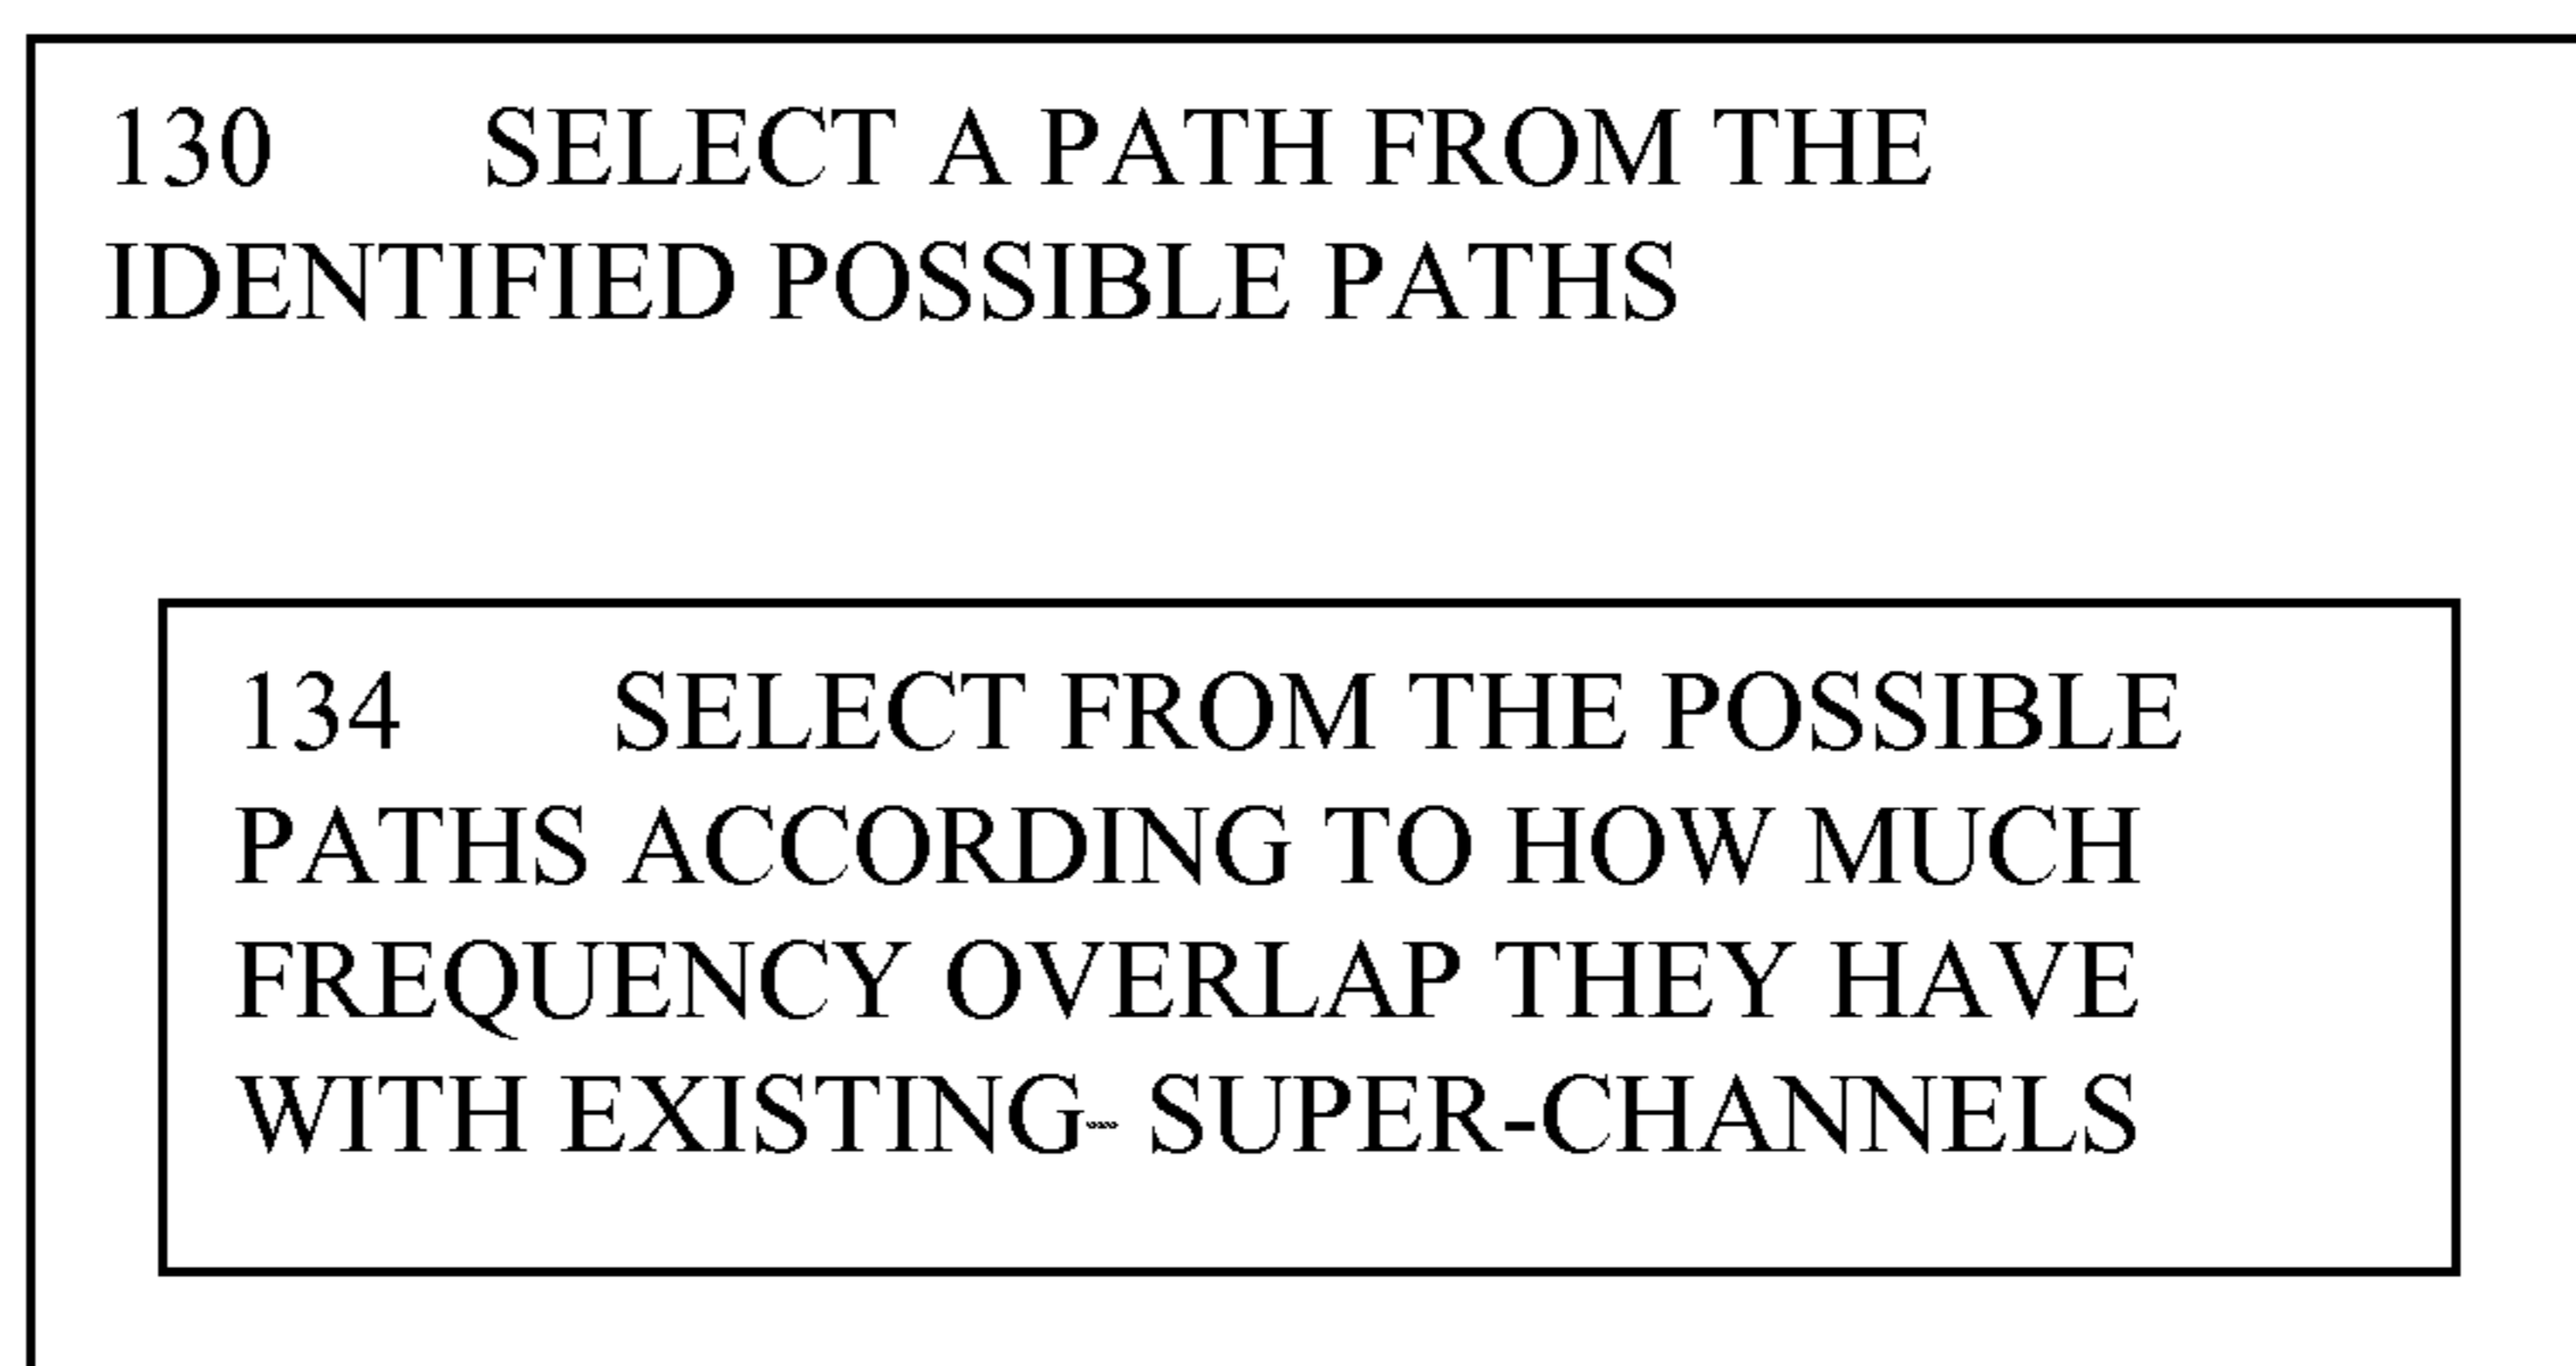 130 SELECT A PATH FROM THE
IDENTIFIED POSSIBLE PATHS
134 SELECT FROM THE POSSIBLE
PATHS ACCORDING TO HOW MUCH
FREQUENCY OVERLAP THEY HAVE
WITH EXISTING- SUPER-CHANNELS